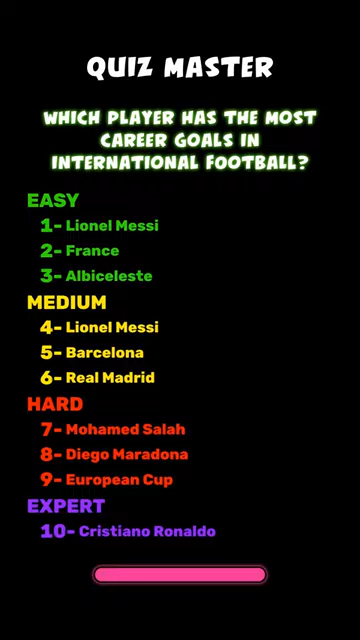 QUIZ MASTER
WHICH PLAYER HAS THE MOST
CAREER GOALS IN
INTERNATIONAL FOOTBALL?
EASY
1- Lionel Messi
2- France
3- Albiceleste
MEDIUM
4- Lionel Messi
5- Barcelona
6- Real Madrid
HARD
7- Mohamed Salah
8- Diego Maradona
9- European Cup
EXPERT
10- Cristiano Ronaldo